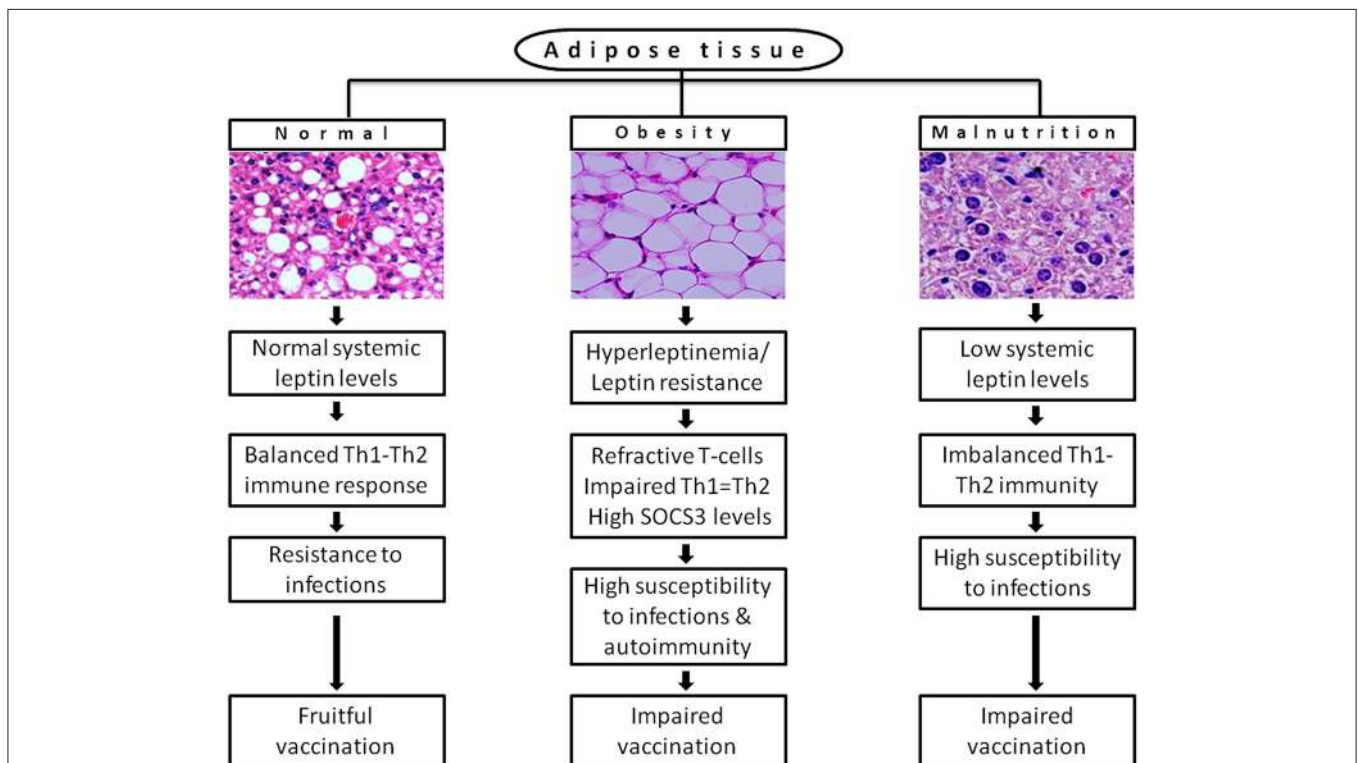 Adipose tissue
Normal
Normal systemic
leptin levels
Balanced Th1-Th2
immune response
Resistance to
infections
Fruitful
vaccination
Obesity
Hyperleptinemia/
Leptin resistance
Refractive T-cells
Impaired Th1=Th2
High SOCS3 levels
High susceptibility
to infections &
autoimmunity
Impaired
vaccination
Malnutrition
Low systemic
leptin levels
Imbalanced Th1-
Th2 immunity
High susceptibility
to infections
Impaired
vaccination